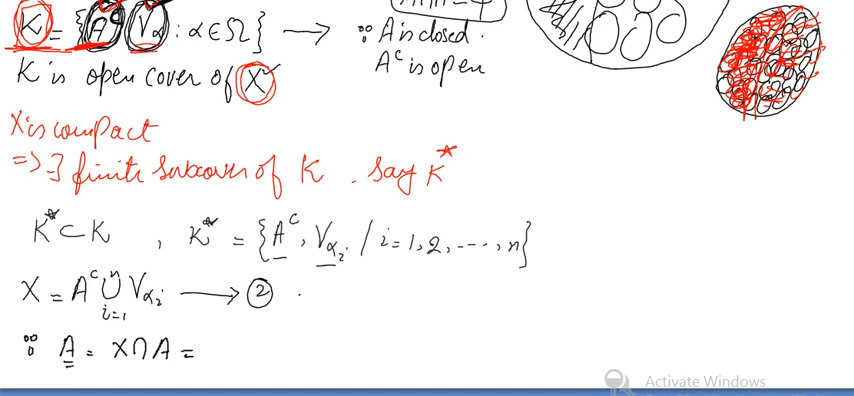 K = {A^c, V_α : α ∈ Ω} → ∵ A is closed.
K is open cover of X A^c is open
X is compact
=> ∃ finite subcover of K . say K*
K* ⊂ K , K* = {A^c, V_αi / i=1,2,---,n}
X = A^c ∪_{i=1}^{n} V_αi → ②
∵ A = X ∩ A =
Activate Windows